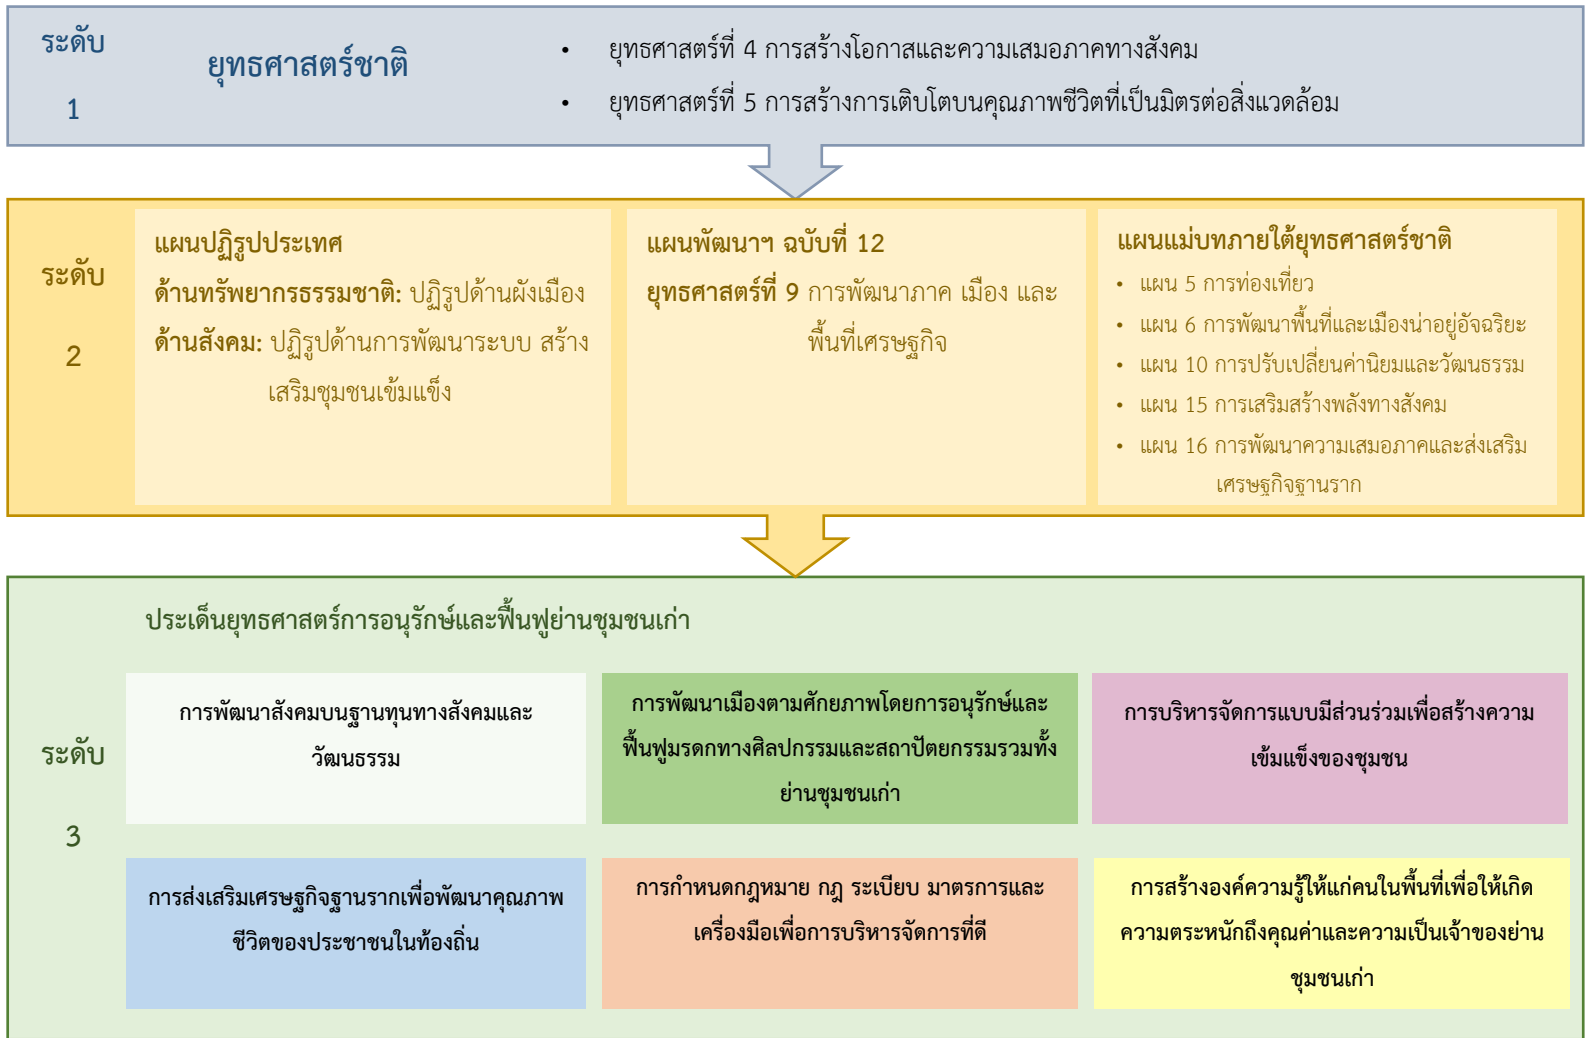 ระดับ
1
ยุทธศาสตร์ชาติ
• ยุทธศาสตร์ที่ 4 การสร้างโอกาสและความเสมอภาคทางสังคม
• ยุทธศาสตร์ที่ 5 การสร้างการเติบโตบนคุณภาพชีวิตที่เป็นมิตรต่อสิ่งแวดล้อม
ระดับ
2
แผนปฏิรูปประเทศ
ด้านทรัพยากรธรรมชาติ: ปฏิรูปด้านผังเมือง
ด้านสังคม: ปฏิรูปด้านการพัฒนาระบบ สร้าง
เสริมชุมชนเข้มแข็ง
แผนพัฒนาฯ ฉบับที่ 12
ยุทธศาสตร์ที่ 9 การพัฒนาภาค เมือง และ
พื้นที่เศรษฐกิจ
แผนแม่บทภายใต้ยุทธศาสตร์ชาติ
• แผน 5 การท่องเที่ยว
• แผน 6 การพัฒนาพื้นที่และเมืองน่าอยู่อัจฉริยะ
• แผน 10 การปรับเปลี่ยนค่านิยมและวัฒนธรรม
• แผน 15 การเสริมสร้างพลังทางสังคม
• แผน 16 การพัฒนาความเสมอภาคและส่งเสริม
เศรษฐกิจฐานราก
ระดับ
3
ประเด็นยุทธศาสตร์การอนุรักษ์และฟื้นฟูย่านชุมชนเก่า
การพัฒนาสังคมบนฐานทุนทางสังคมและ
วัฒนธรรม
การพัฒนาเมืองตามศักยภาพโดยการอนุรักษ์และ
ฟื้นฟูมรดกทางศิลปกรรมและสถาปัตยกรรมรวมทั้ง
ย่านชุมชนเก่า
การบริหารจัดการแบบมีส่วนร่วมเพื่อสร้างความ
เข้มแข็งของชุมชน
การส่งเสริมเศรษฐกิจฐานรากเพื่อพัฒนาคุณภาพ
ชีวิตของประชาชนในท้องถิ่น
การกำหนดกฎหมาย กฎ ระเบียบ มาตรการและ
เครื่องมือเพื่อการบริหารจัดการที่ดี
การสร้างองค์ความรู้ให้แก่คนในพื้นที่เพื่อให้เกิด
ความตระหนักถึงคุณค่าและความเป็นเจ้าของย่าน
ชุมชนเก่า